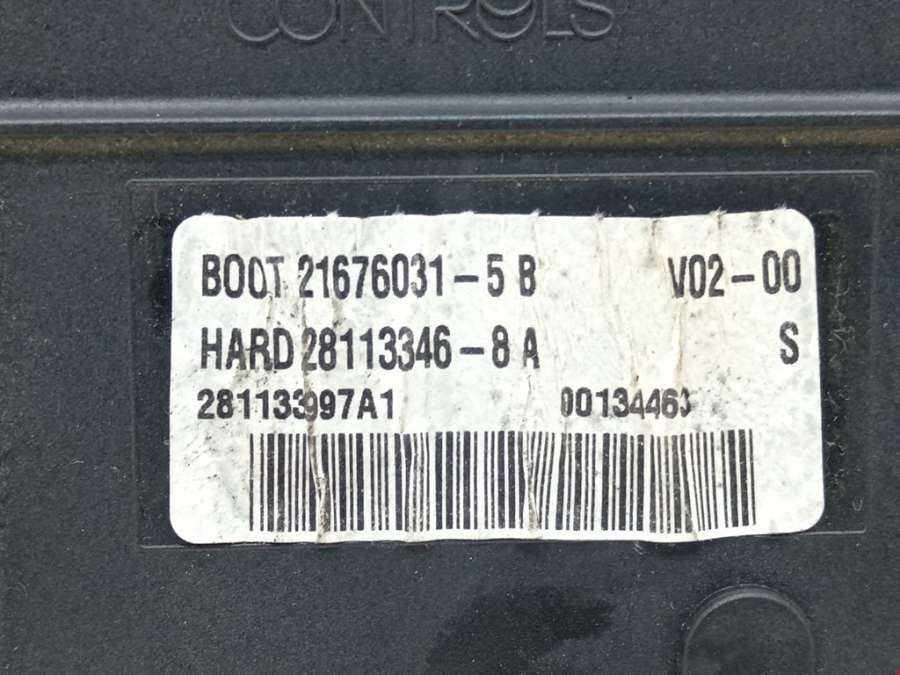 CONTROLS
BOOT 21676031-5 B V02-00
HARD 28113346-8 A S
281133997A1 00134463